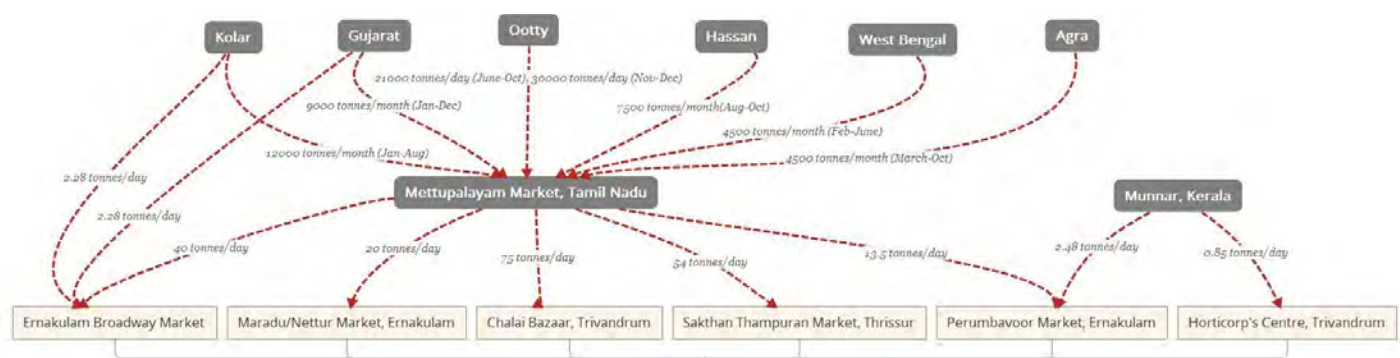 Kolar
Gujarat
Ootty
Hassan
West Bengal
Agra
21000 tonnes/day (June-Oct), 30000 tonnes/day (Nov-Dec)
9000 tonnes/month (Jan-Dec)
7500 tonnes/month(Aug-Oct)
4500 tonnes/month (Feb-June)
12000 tonnes/month (Jan-Aug)
4500 tonnes/month (March-Oct)
2.28 tonnes/day
Mettupalayam Market, Tamil Nadu
Munnar, Kerala
2.28 tonnes/day
40 tonnes/day
20 tonnes/day
75 tonnes/day
54 tonnes/day
13.5 tonnes/day
2.48 tonnes/day
0.85 tonnes/day
Ernakulam Broadway Market
Maradu/Nettur Market, Ernakulam
Chalai Bazaar, Trivandrum
Sakthan Thampuran Market, Thrissur
Perumbavoor Market, Ernakulam
Horticorp's Centre, Trivandrum